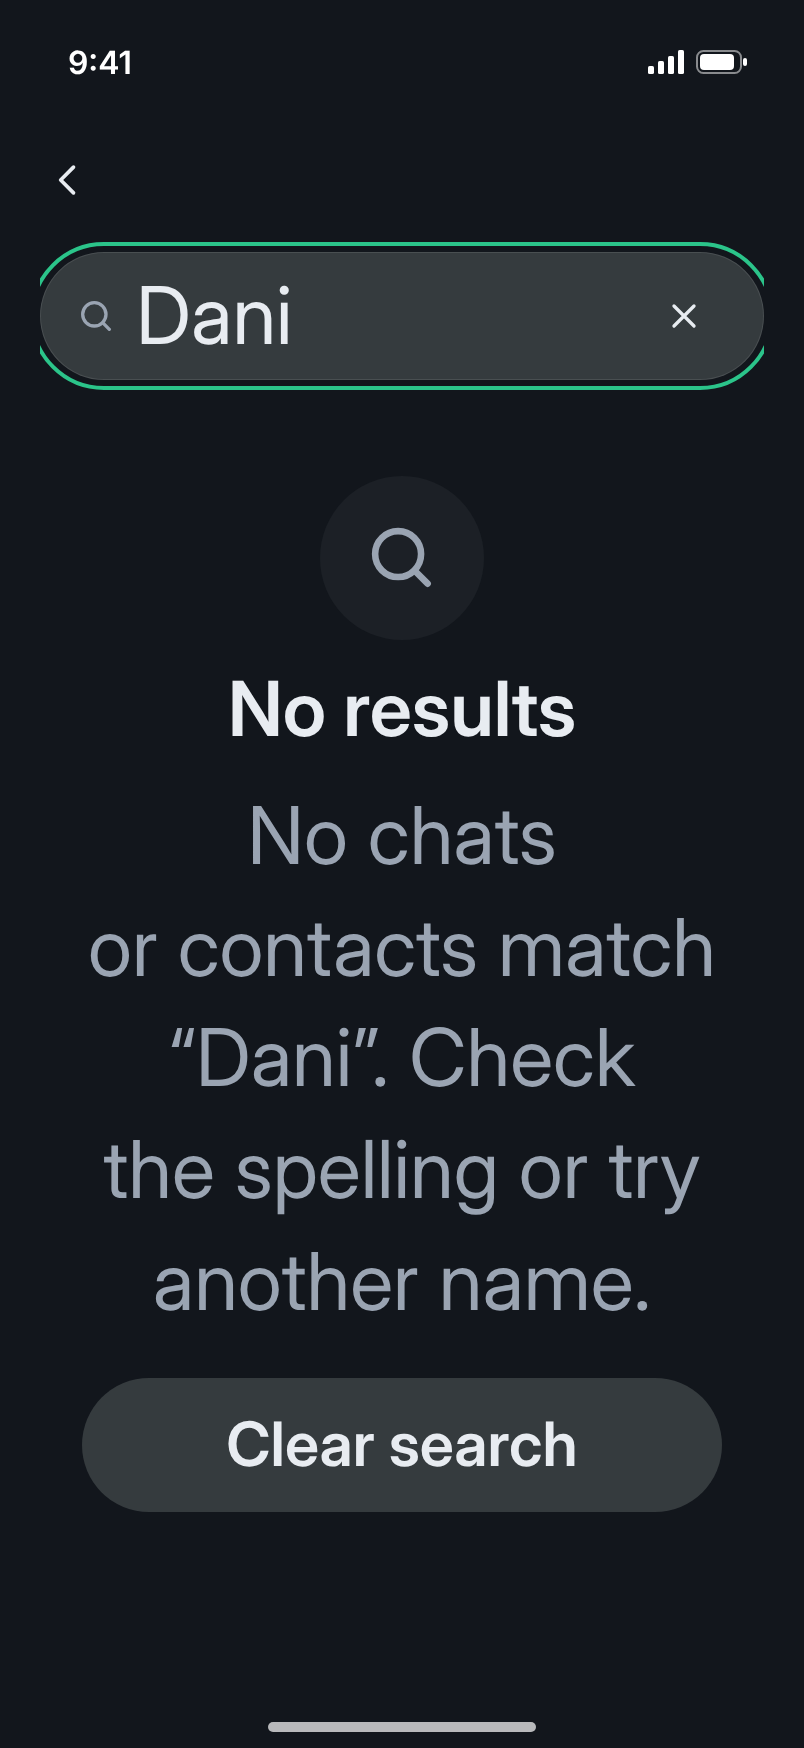 9:41
Dani
No results
No chats
or contacts match
“Dani”. Check
the spelling or try
another name.
Clear search